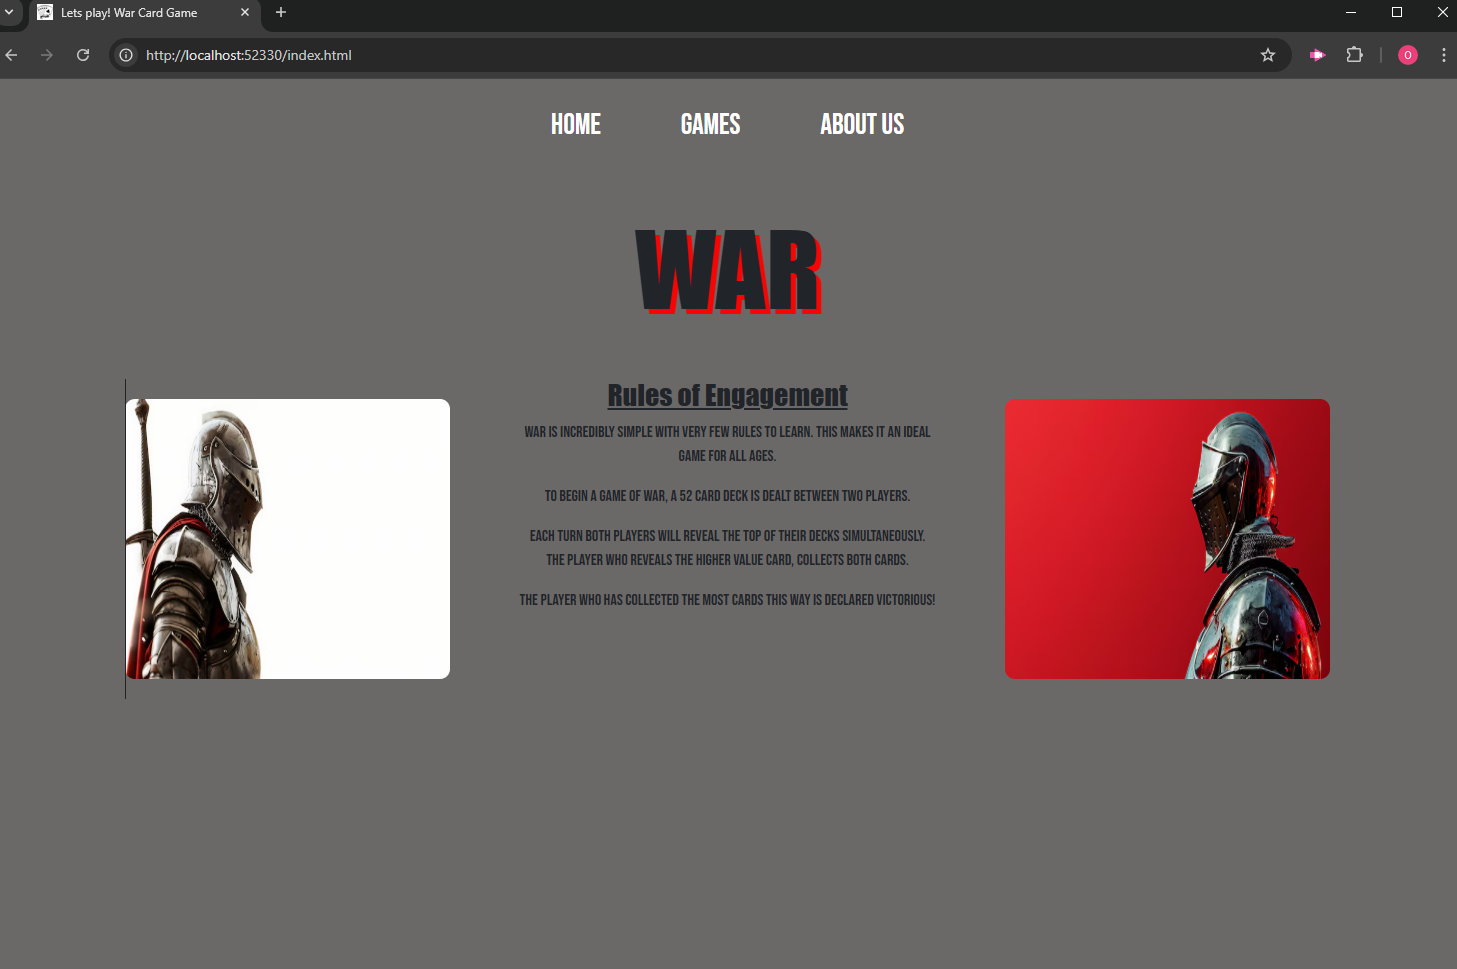 Lets play! War Card Game
http://localhost:52330/index.html
O
HOME GAMES ABOUT US
WAR
Rules of Engagement
WAR IS INCREDIBLY SIMPLE WITH VERY FEW RULES TO LEARN. THIS MAKES IT AN IDEAL
GAME FOR ALL AGES.
TO BEGIN A GAME OF WAR, A 52 CARD DECK IS DEALT BETWEEN TWO PLAYERS.
EACH TURN BOTH PLAYERS WILL REVEAL THE TOP OF THEIR DECKS SIMULTANEOUSLY.
THE PLAYER WHO REVEALS THE HIGHER VALUE CARD, COLLECTS BOTH CARDS.
THE PLAYER WHO HAS COLLECTED THE MOST CARDS THIS WAY IS DECLARED VICTORIOUS!